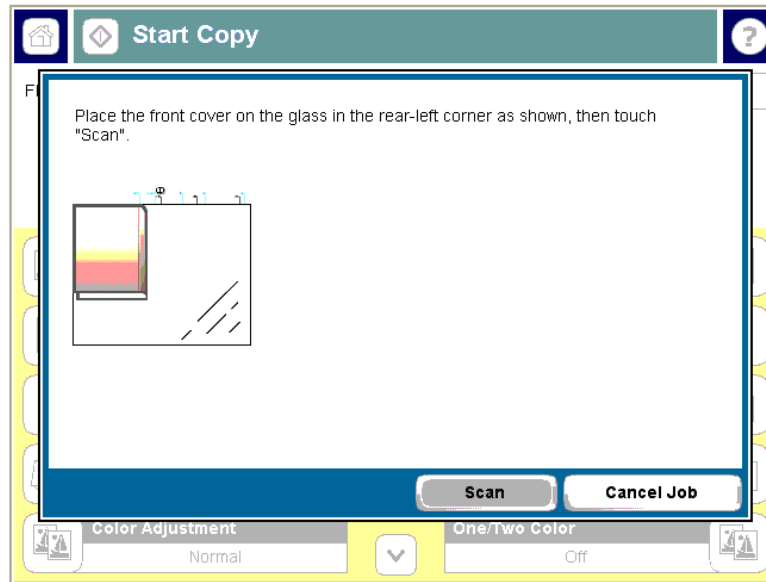 Start Copy
?
Place the front cover on the glass in the rear-left corner as shown, then touch
"Scan".
Scan
Cancel Job
Color Adjustment
One/Two Color
Normal
Off